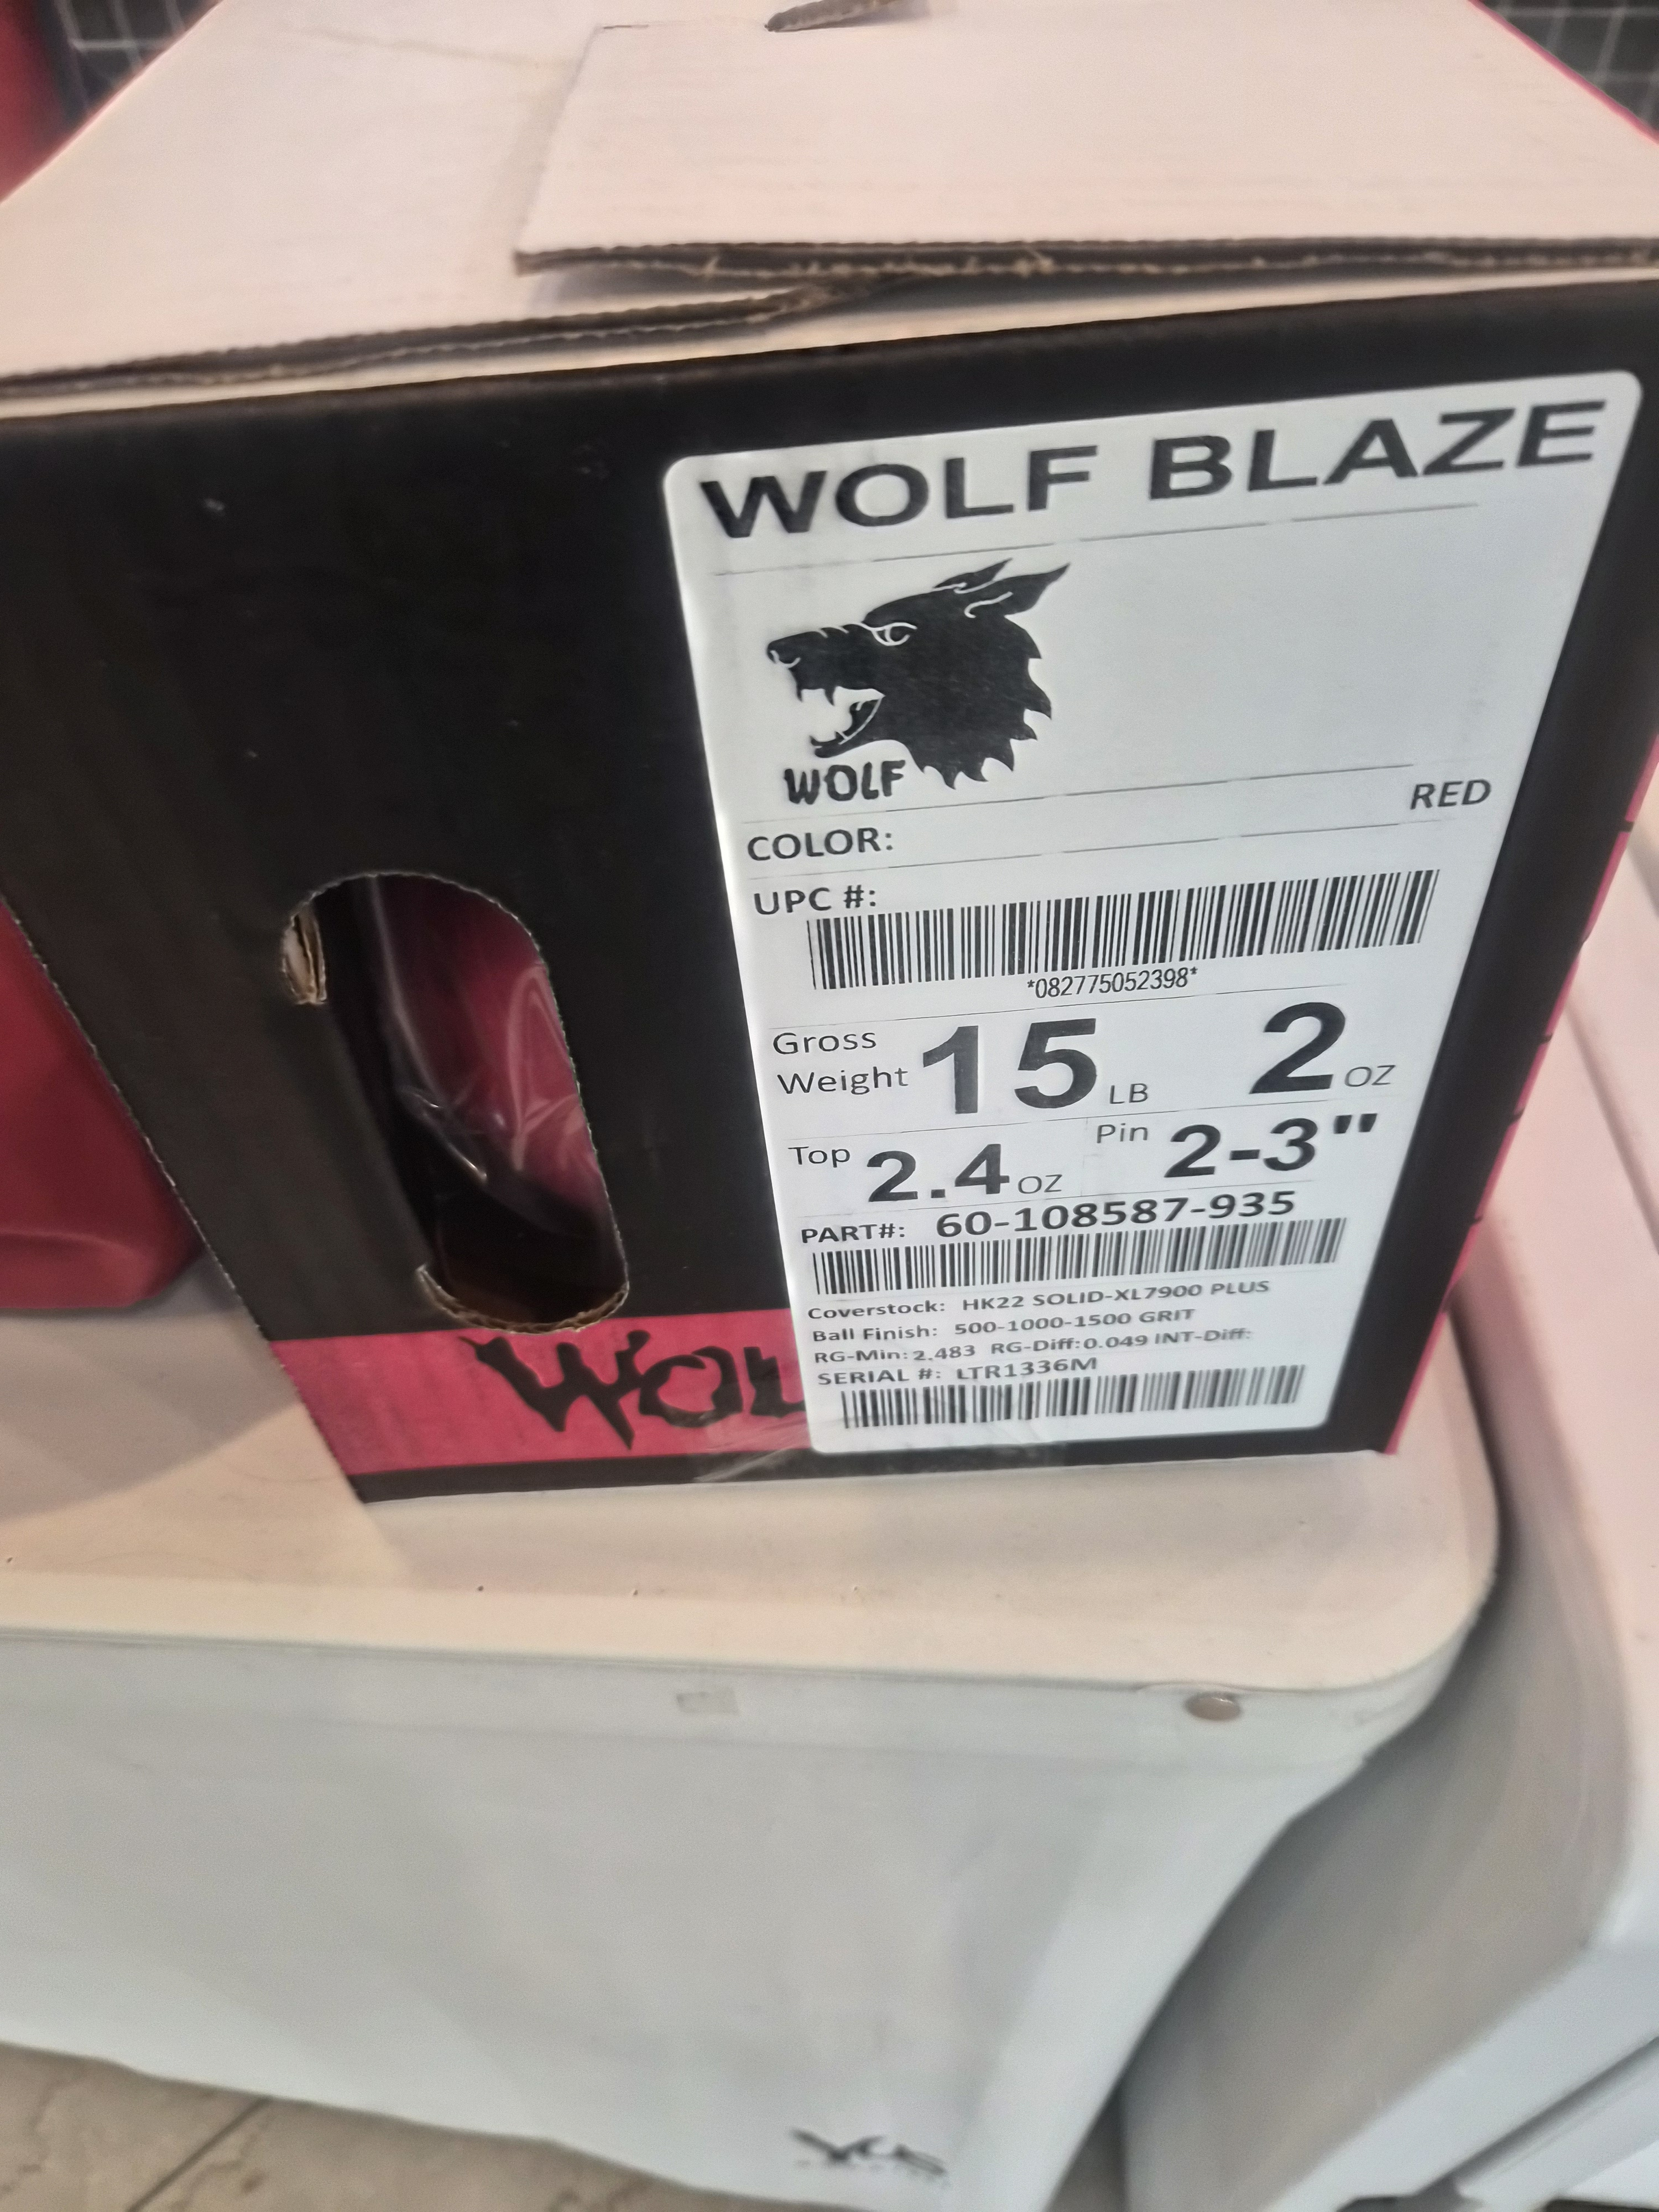 WOLF BLAZE
WOLF
COLOR: RED
UPC #:
*082775052398*
Gross Weight 15 LB 2 OZ
Top 2.4 OZ Pin 2-3"
PART#: 60-108587-935
Coverstock: HK22 SOLID-XL7900 PLUS
Ball Finish: 500-1000-1500 GRIT
RG-Min: 2.483 RG-Diff: 0.049 INT-Diff:
SERIAL #: LTR1336M
WOL